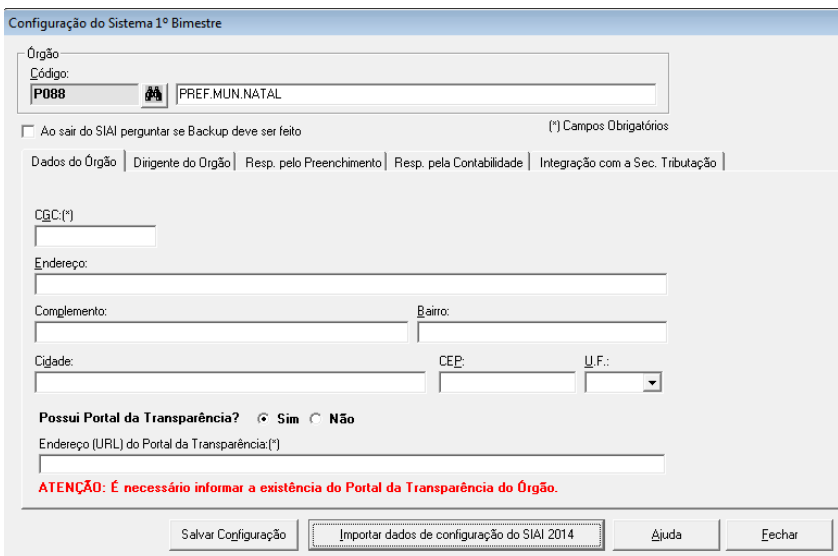 Configuração do Sistema 1º Bimestre
Órgão
Código:
P088 PREF.MUN.NATAL
Ao sair do SIAI perguntar se Backup deve ser feito (*) Campos Obrigatórios
Dados do Órgão Dirigente do Orgão Resp. pelo Preenchimento Resp. pela Contabilidade Integração com a Sec. Tributação
CGC:(*)
Endereço:
Complemento: Bairro:
Cidade: CEP: U.F.:
Possui Portal da Transparência? Sim Não
Endereço (URL) do Portal da Transparência:(*)
ATENÇÃO: É necessário informar a existência do Portal da Transparência do Órgão.
Salvar Configuração Importar dados de configuração do SIAI 2014 Ajuda Fechar